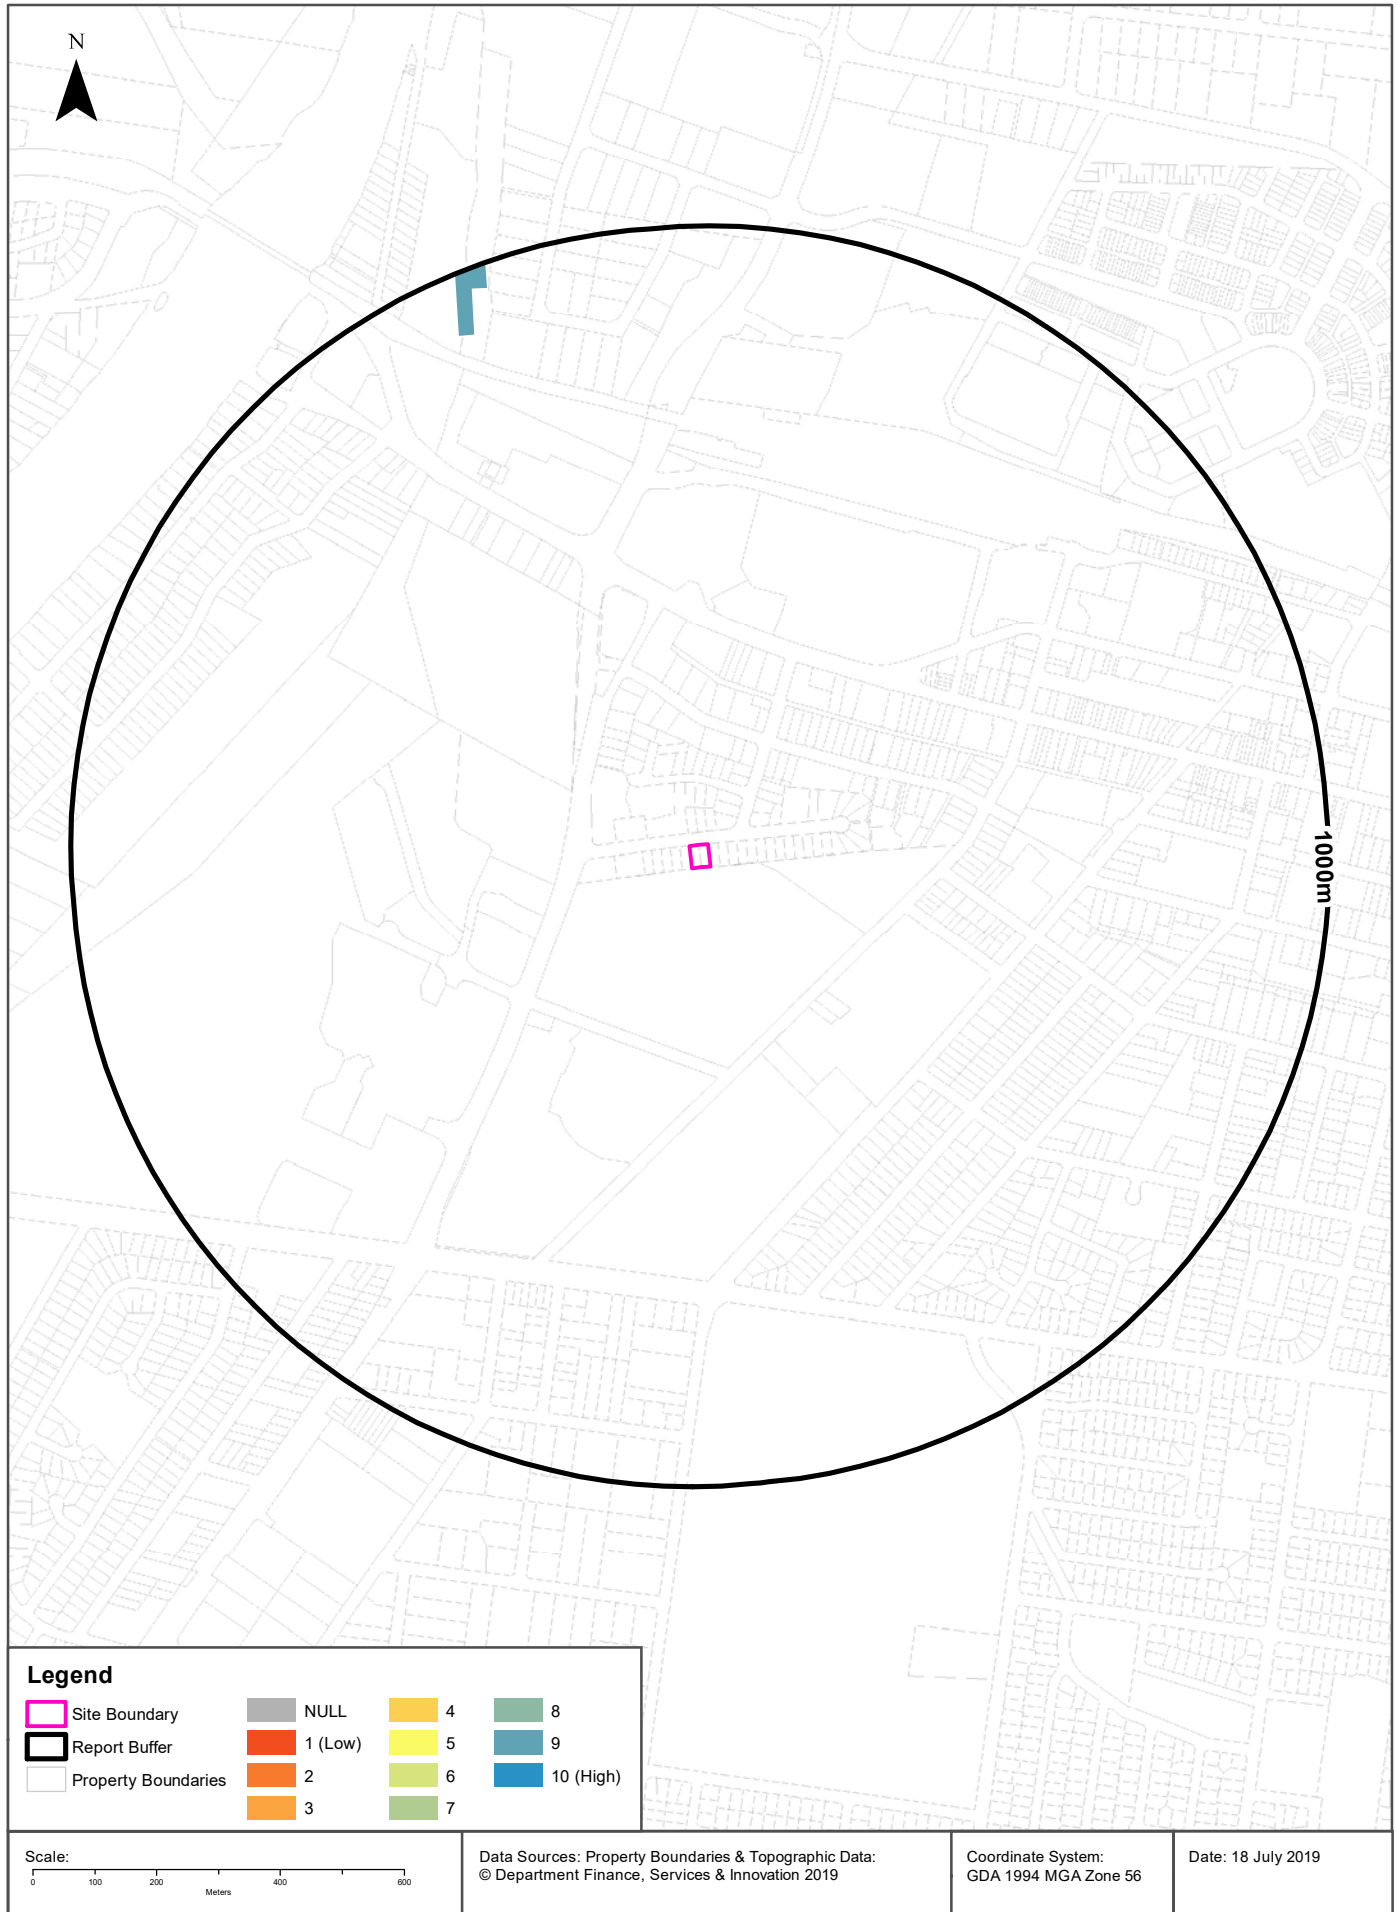 N
1000m
Legend
Site Boundary
Report Buffer
Property Boundaries
NULL
1 (Low)
2
3
4
5
6
7
8
9
10 (High)
Scale:
0 100 200 400 600
Meters
Data Sources: Property Boundaries & Topographic Data:
© Department Finance, Services & Innovation 2019
Coordinate System:
GDA 1994 MGA Zone 56
Date: 18 July 2019